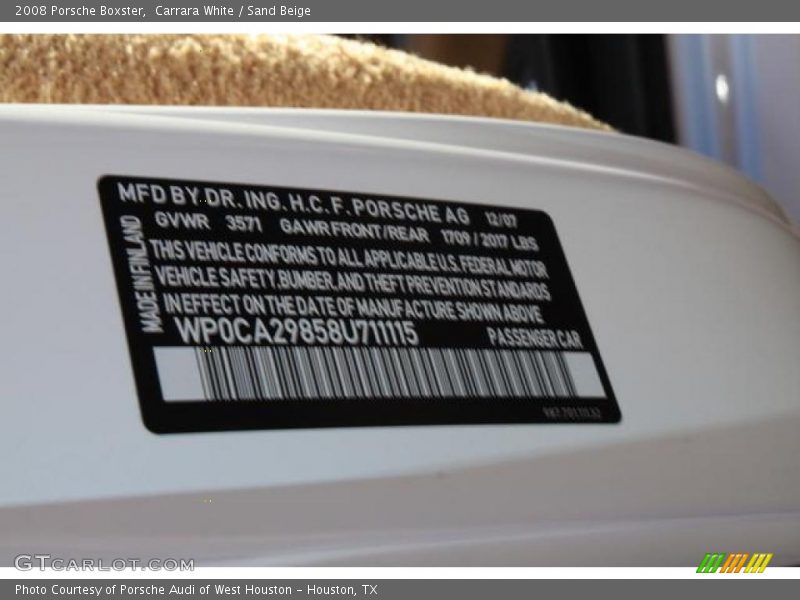 2008 Porsche Boxster,  Carrara White / Sand Beige
MFD BY DR. ING. H.C. F. PORSCHE AG 12/07
GVWR 3571 GAWR FRONT/REAR 1709 / 2017 LBS
THIS VEHICLE CONFORMS TO ALL APPLICABLE U.S. FEDERAL MOTOR
VEHICLE SAFETY, BUMBER, AND THEFT PREVENTION STANDARDS
IN EFFECT ON THE DATE OF MANUFACTURE SHOWN ABOVE
WP0CA29858U711115 PASSENGER CAR
MADE IN FINLAND
GTCARLOT.COM
Photo Courtesy of Porsche Audi of West Houston - Houston, TX